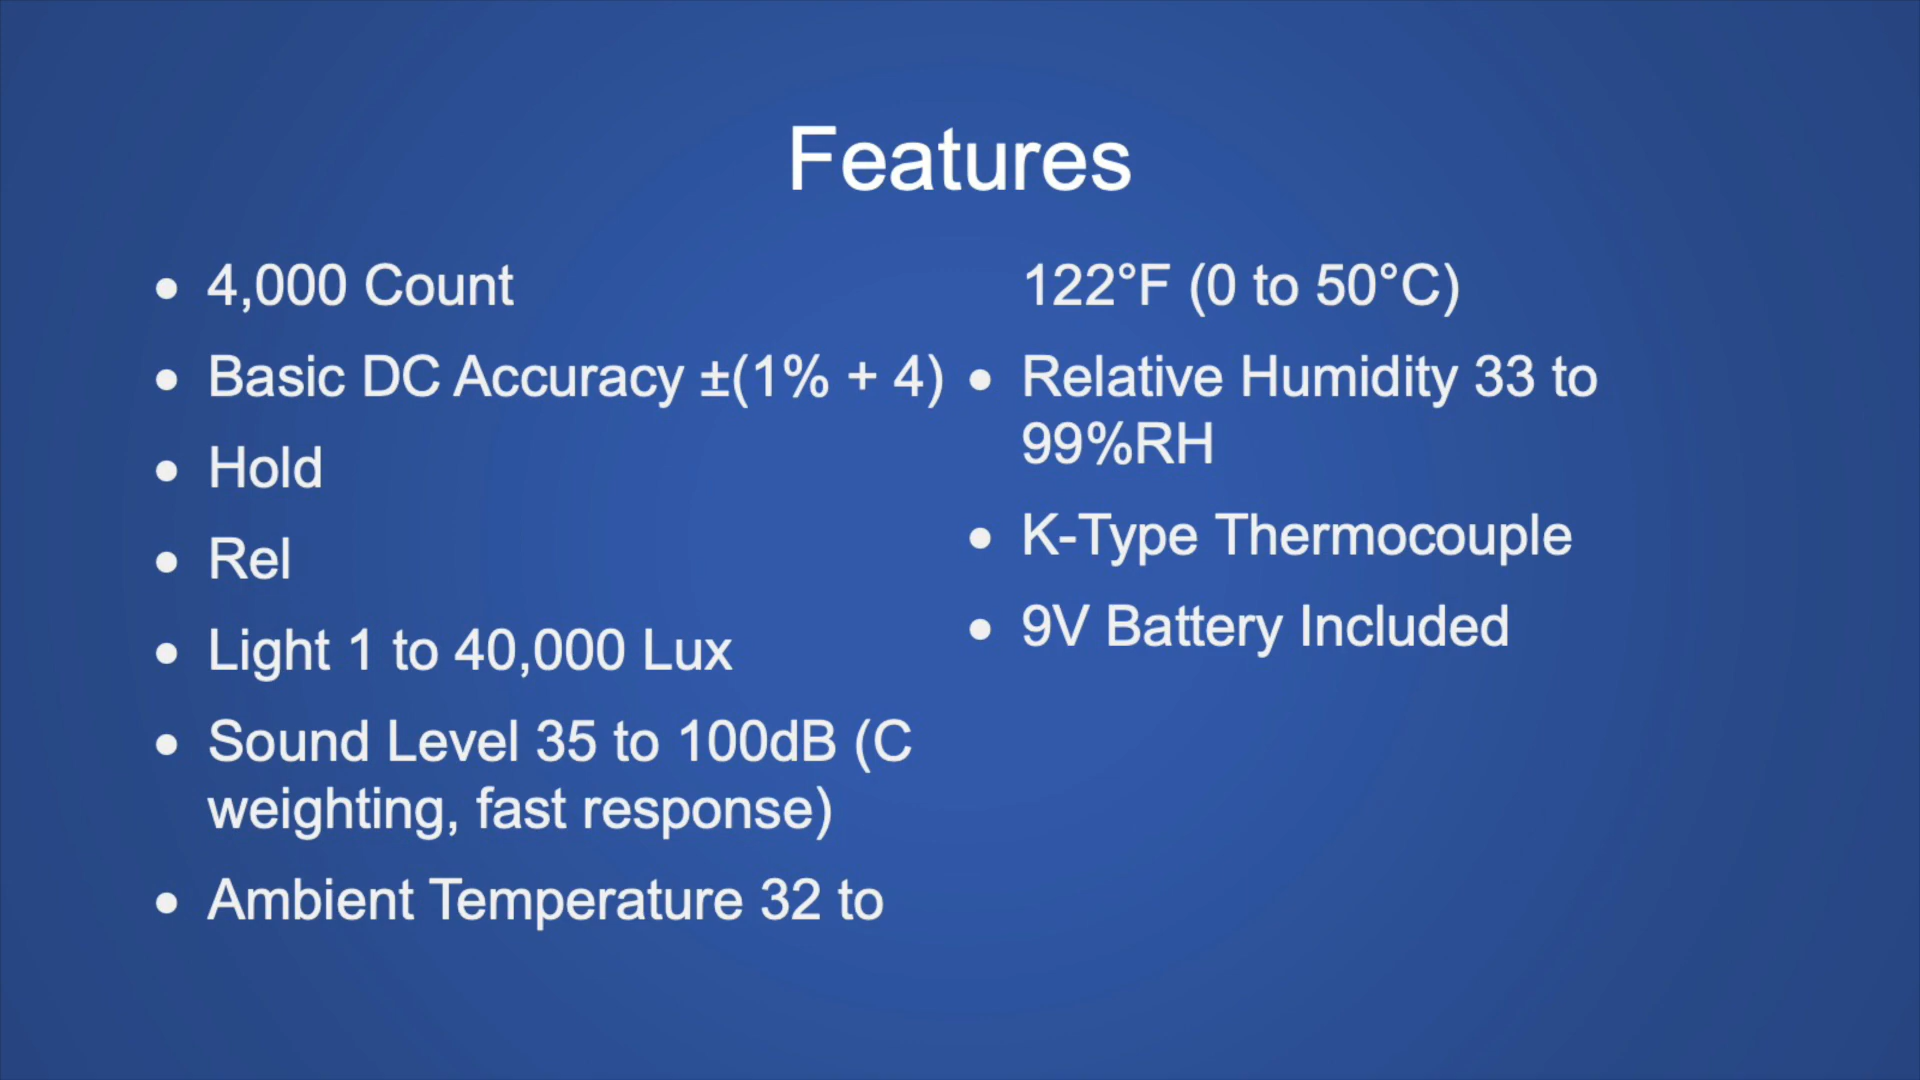 Features
• 4,000 Count
• Basic DC Accuracy ±(1% + 4)
• Hold
• Rel
• Light 1 to 40,000 Lux
• Sound Level 35 to 100dB (C
weighting, fast response)
• Ambient Temperature 32 to
122°F (0 to 50°C)
• Relative Humidity 33 to
99%RH
• K-Type Thermocouple
• 9V Battery Included